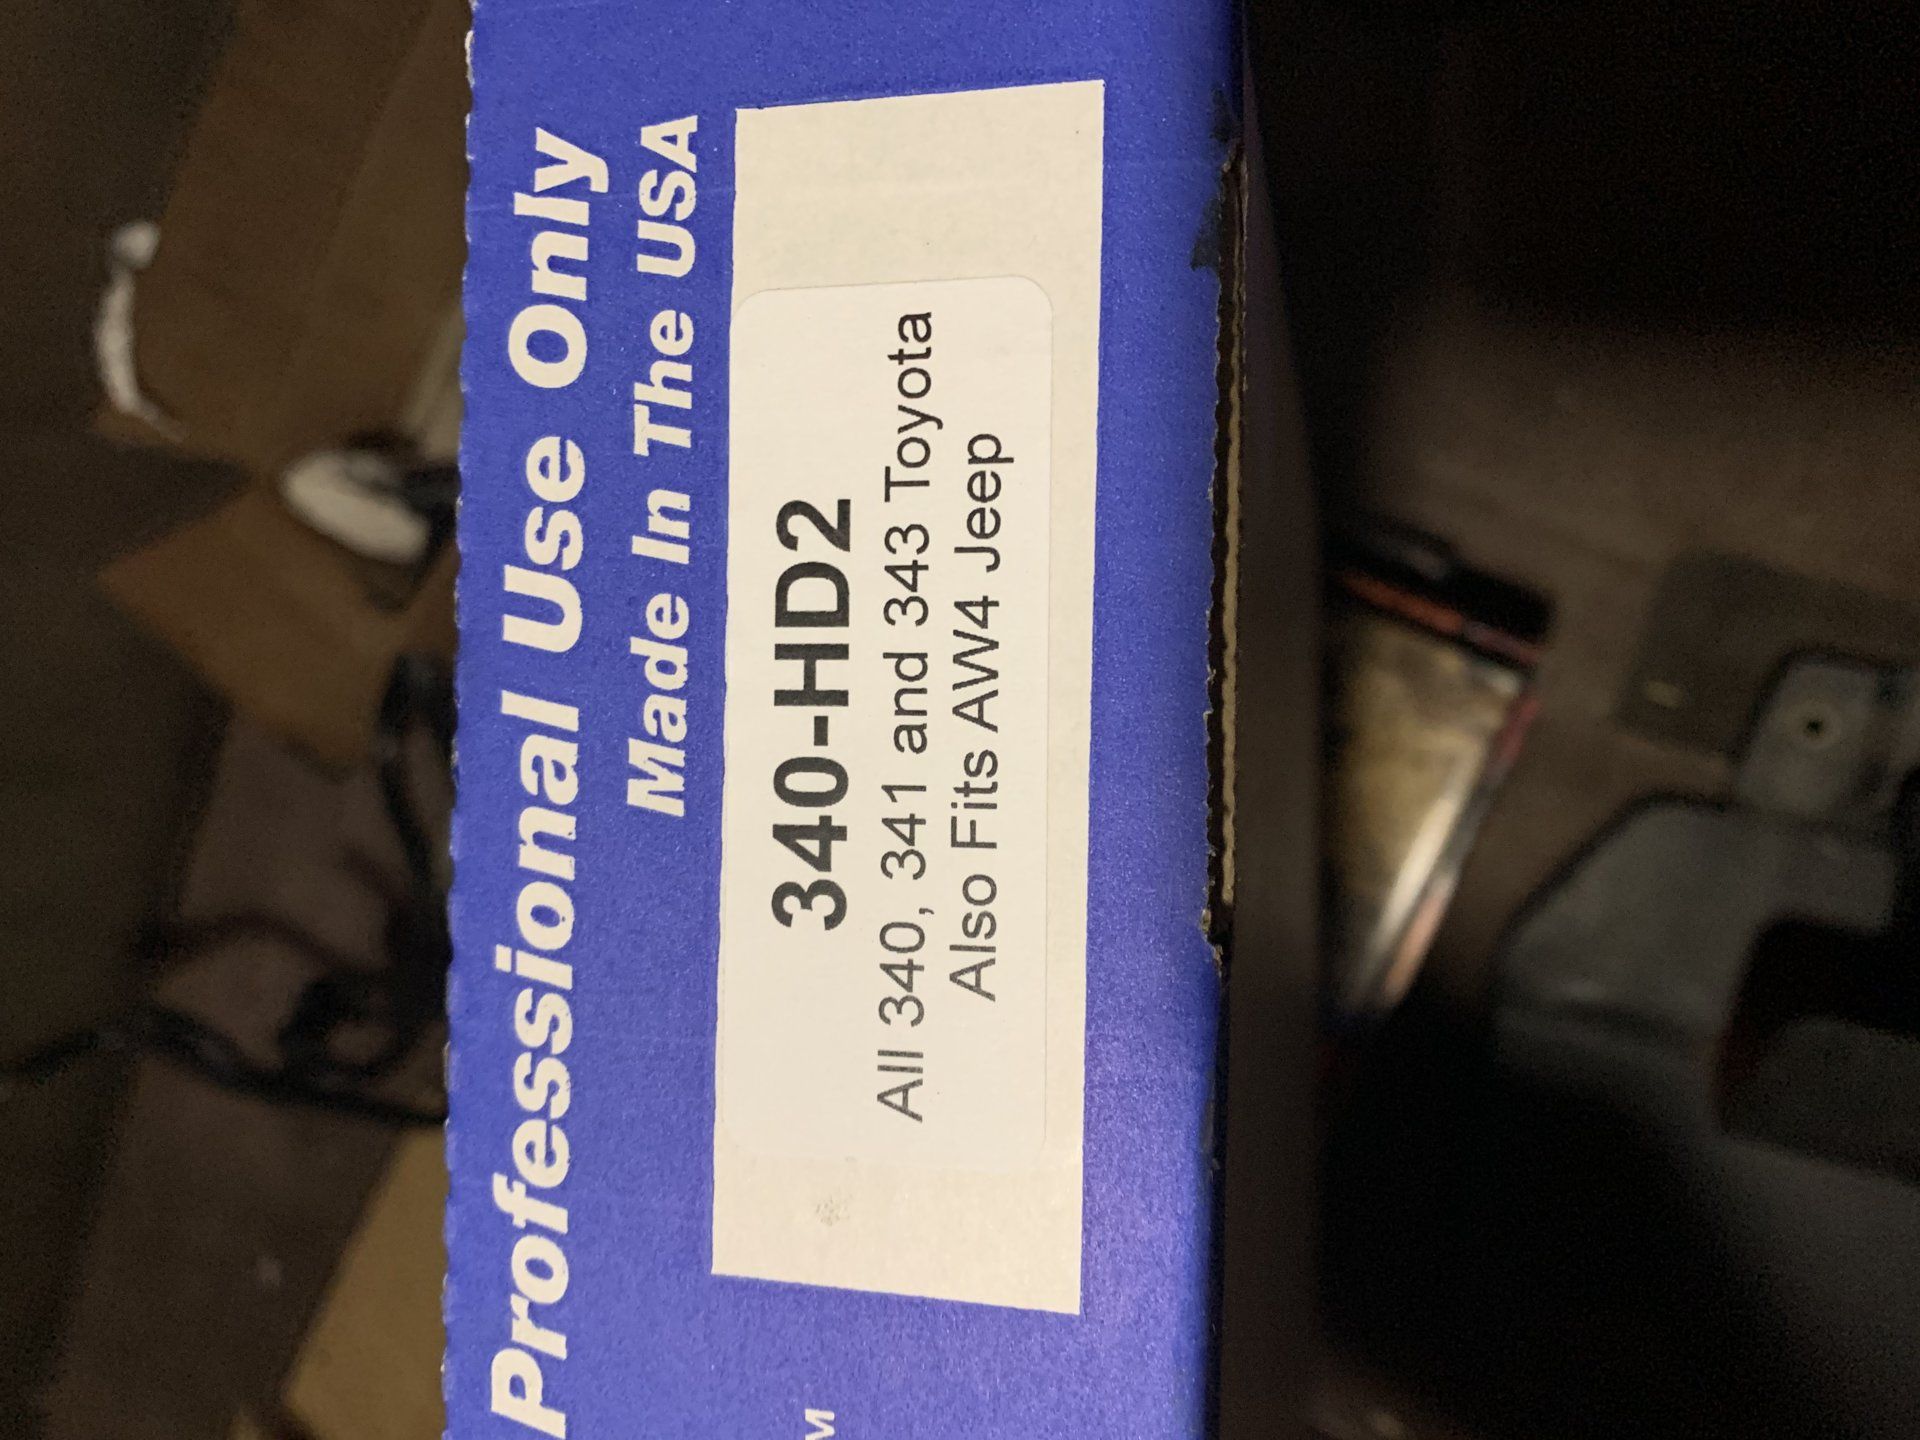 Professional Use Only
Made In The USA
340-HD2
All 340, 341 and 343 Toyota
Also Fits AW4 Jeep